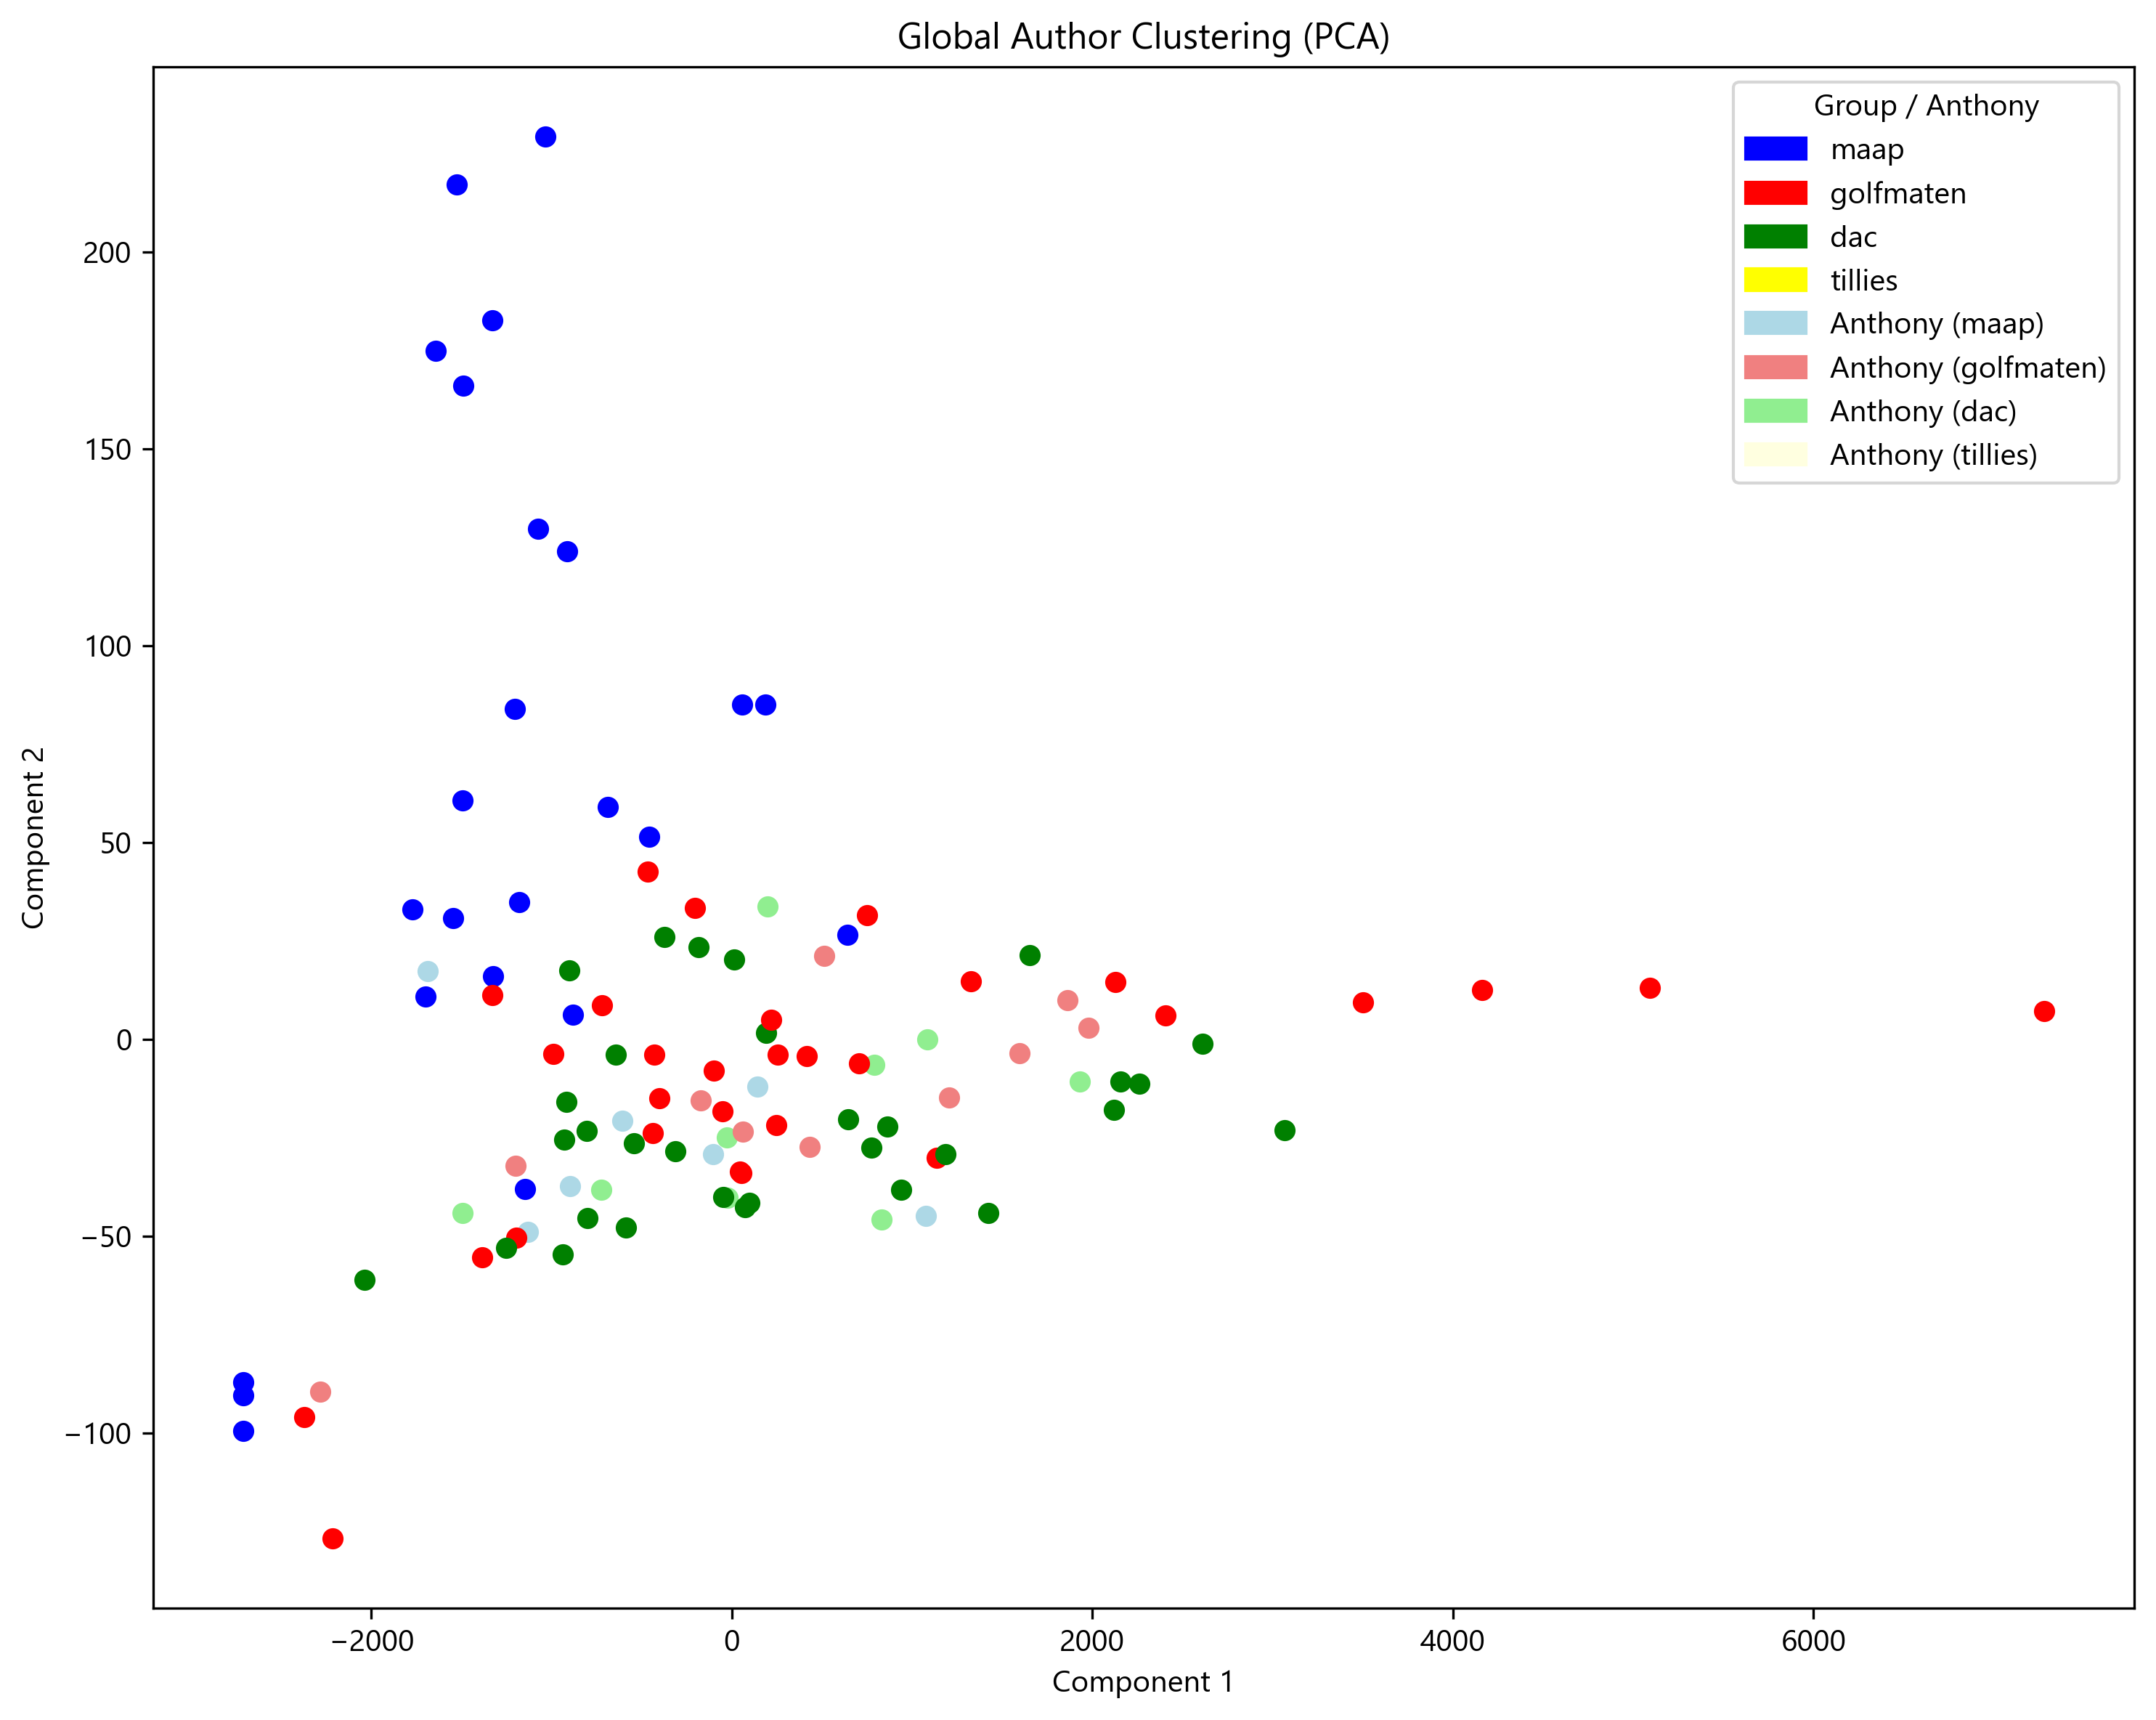 Global Author Clustering (PCA)
Group / Anthony
maap
golfmaten
dac
tillies
Anthony (maap)
Anthony (golfmaten)
Anthony (dac)
Anthony (tillies)
Component 2
200
150
100
50
0
−50
−100
−2000
0
2000
4000
6000
Component 1